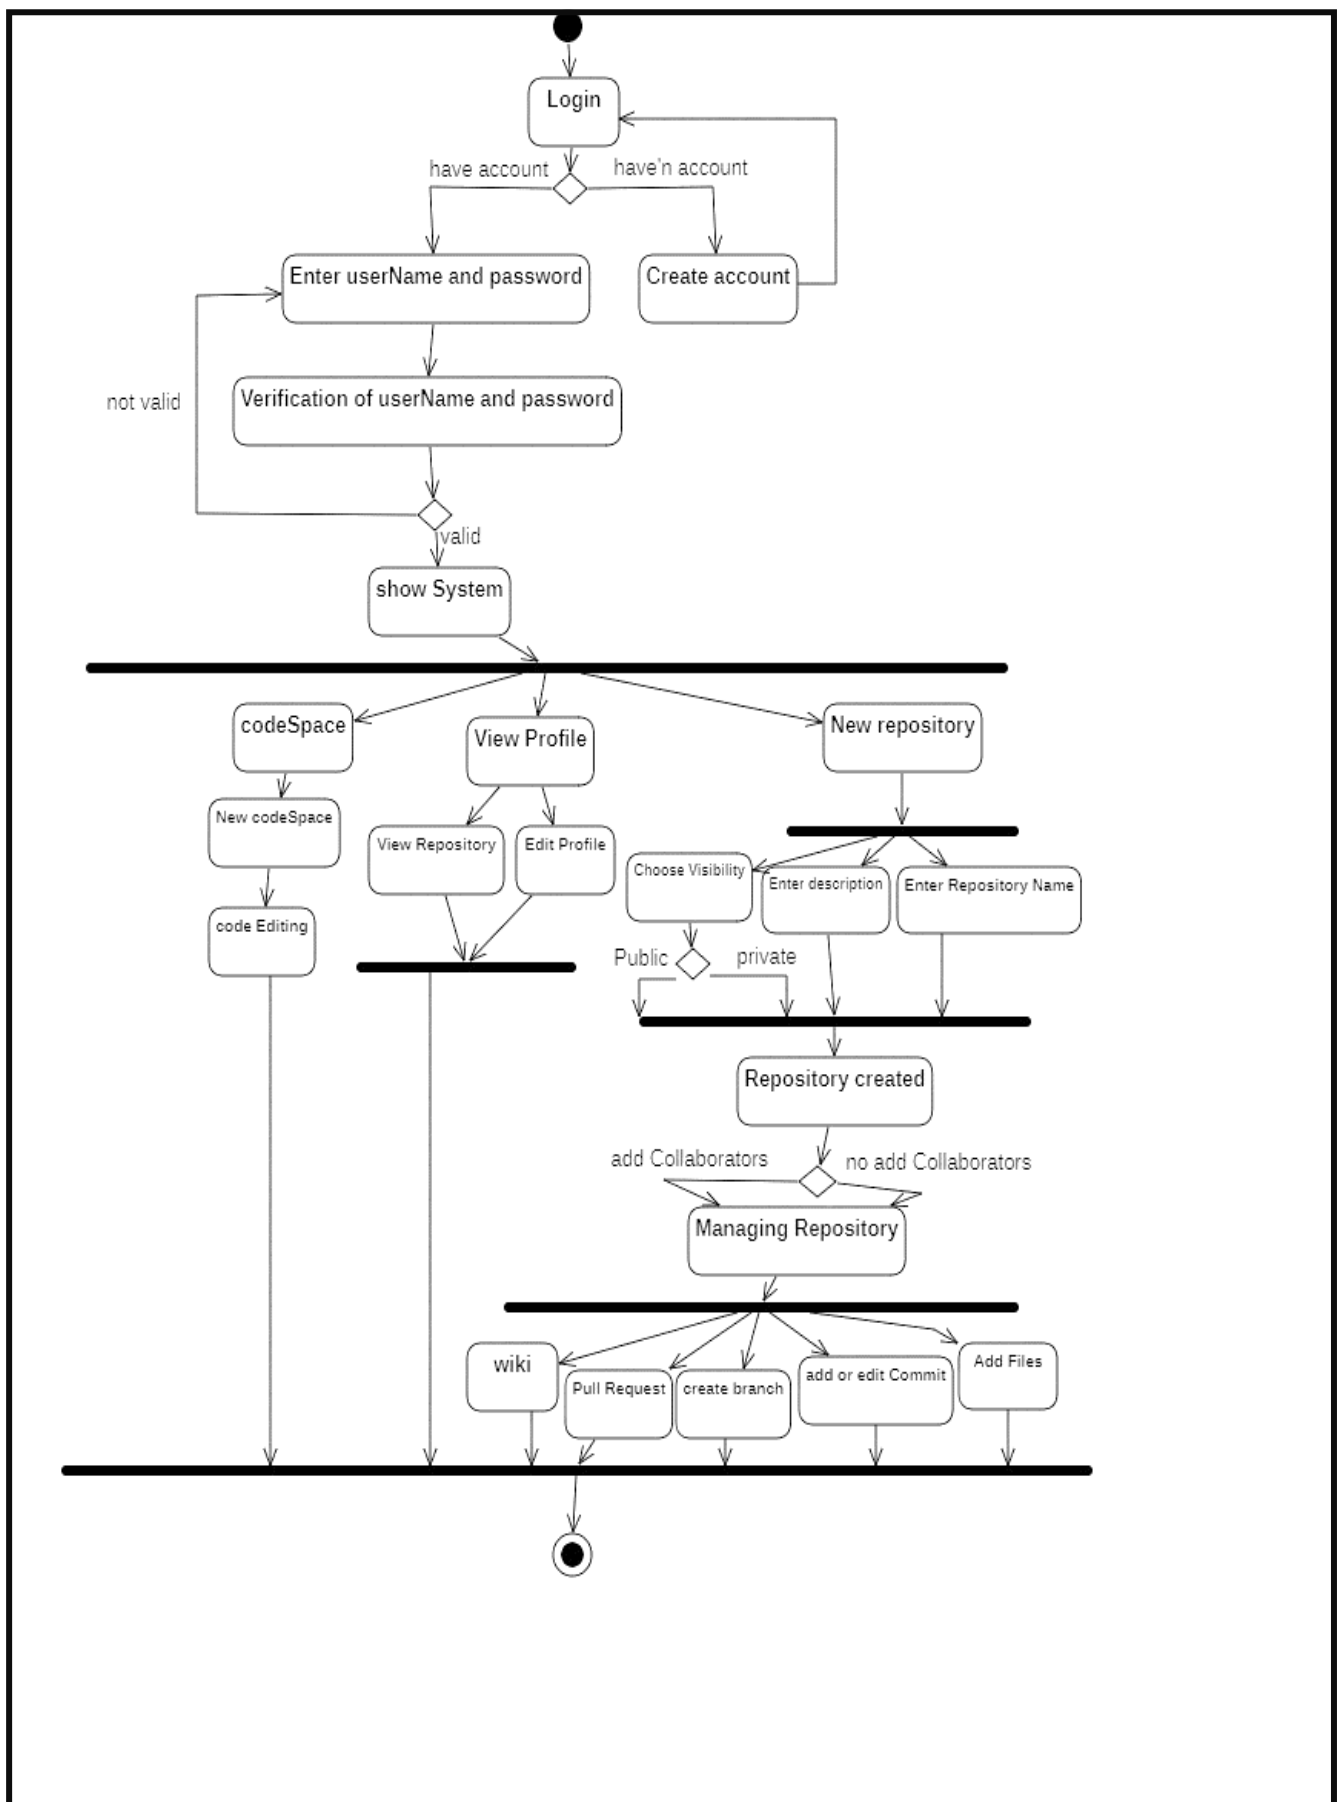 Login
have account
have'n account
Enter userName and password
Create account
not valid
Verification of userName and password
valid
show System
codeSpace
View Profile
New repository
New codeSpace
View Repository
Edit Profile
Choose Visibility
Enter description
Enter Repository Name
code Editing
Public
private
Repository created
add Collaborators
no add Collaborators
Managing Repository
wiki
Pull Request
create branch
add or edit Commit
Add Files